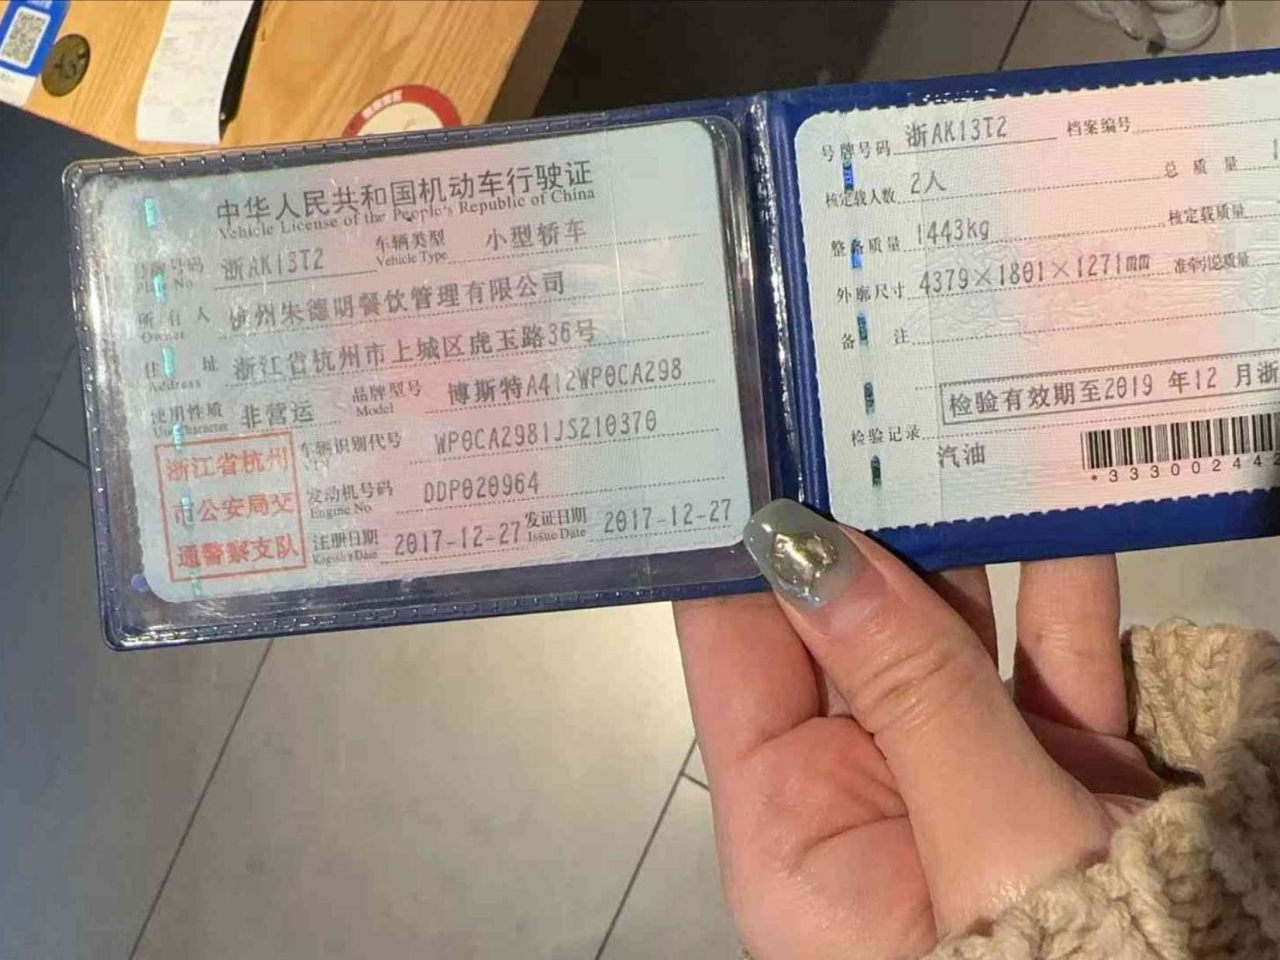 中华人民共和国机动车行驶证
Vehicle License of the People's Republic of China
号牌号码 浙AK13T2 车辆类型 小型轿车
Plate No. Vehicle Type
所有人 杭州朱德明餐饮管理有限公司
Owner
住址 浙江省杭州市上城区虎玉路36号
Address
使用性质 非营运 品牌型号 博斯特A412WP0CA298
Use Character Model
车辆识别代号 WP0CA2981JS210370
VIN
浙江省杭州
市公安局交
通警察支队
发动机号码 DDP020964
Engine No.
注册日期 2017-12-27 发证日期 2017-12-27
Register Date Issue Date
号牌号码 浙AK13T2 档案编号
核定载人数 2人 总质量
整备质量 1443kg 核定载质量
外廓尺寸 4379×1801×1271mm 准牵引总质量
备注
检验有效期至2019 年12 月浙
检验记录
汽油
*33300244